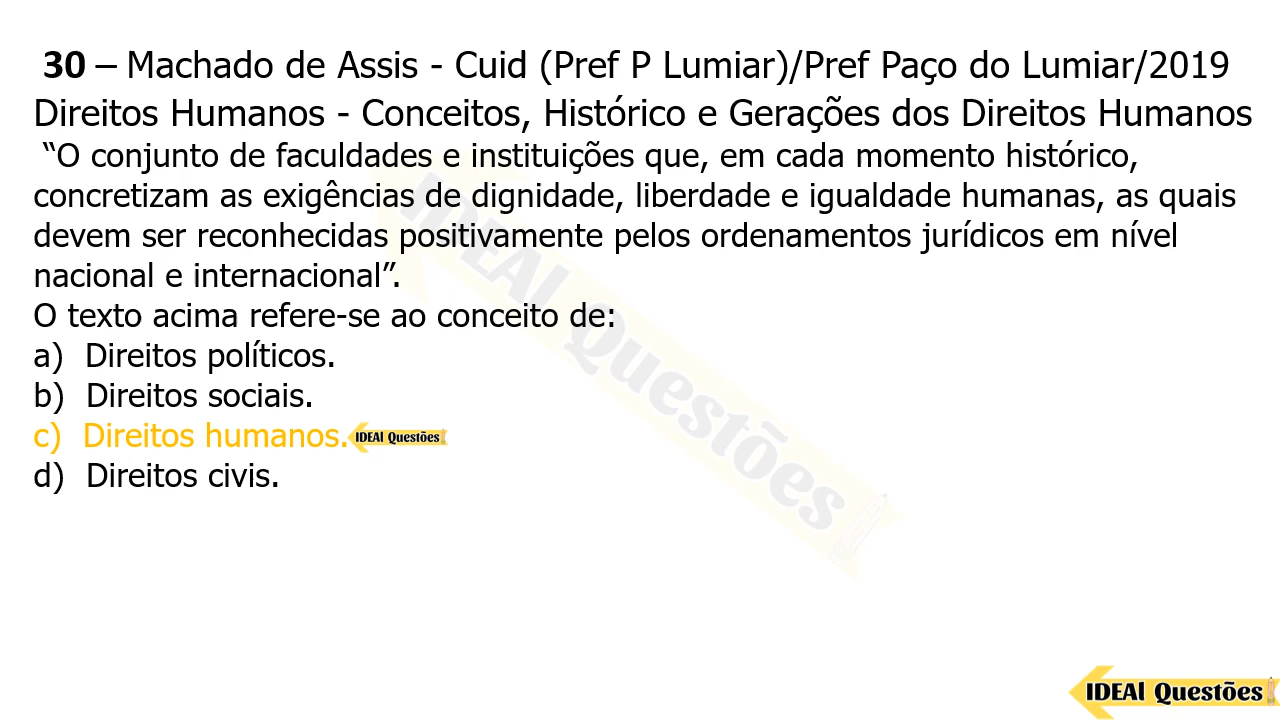 30 – Machado de Assis - Cuid (Pref P Lumiar)/Pref Paço do Lumiar/2019
Direitos Humanos - Conceitos, Histórico e Gerações dos Direitos Humanos
“O conjunto de faculdades e instituições que, em cada momento histórico,
concretizam as exigências de dignidade, liberdade e igualdade humanas, as quais
devem ser reconhecidas positivamente pelos ordenamentos jurídicos em nível
nacional e internacional”.
O texto acima refere-se ao conceito de:
a) Direitos políticos.
b) Direitos sociais.
c) Direitos humanos. IDEAl Questões
d) Direitos civis.
IDEAl Questões
IDEAl Questões